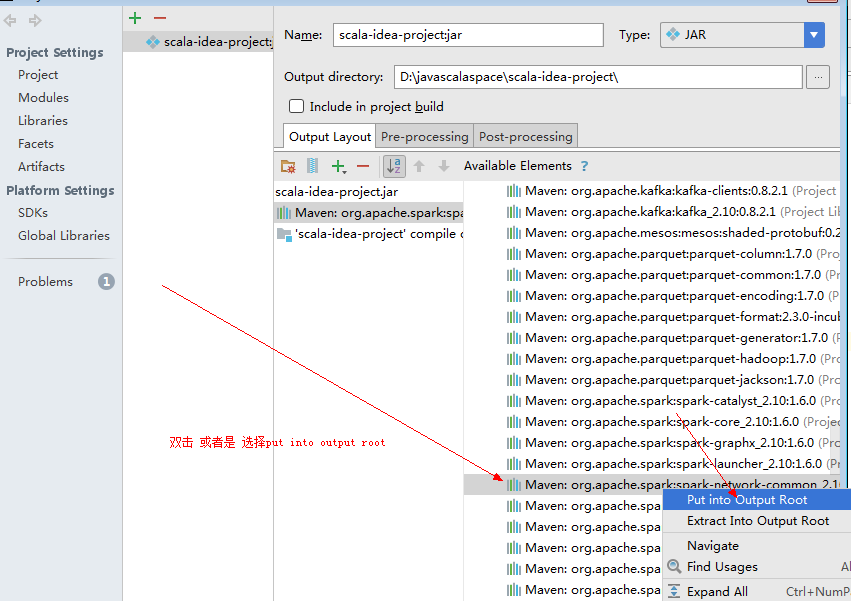 Name:
scala-idea-project:jar
Type:
JAR
scala-idea-project:j
Project Settings
Project
Modules
Libraries
Facets
Artifacts
Platform Settings
SDKs
Global Libraries
Problems
1
Output directory:
D:\javascalaspace\scala-idea-project\
...
Include in project build
Output Layout
Pre-processing
Post-processing
Available Elements
?
scala-idea-project.jar
Maven: org.apache.spark:spa
'scala-idea-project' compile o
Maven: org.apache.kafka:kafka-clients:0.8.2.1 (Project
Maven: org.apache.kafka:kafka_2.10:0.8.2.1 (Project Lib
Maven: org.apache.mesos:mesos:shaded-protobuf:0.2
Maven: org.apache.parquet:parquet-column:1.7.0 (Proj
Maven: org.apache.parquet:parquet-common:1.7.0 (P
Maven: org.apache.parquet:parquet-encoding:1.7.0 (P
Maven: org.apache.parquet:parquet-format:2.3.0-incub
Maven: org.apache.parquet:parquet-generator:1.7.0 (P
Maven: org.apache.parquet:parquet-hadoop:1.7.0 (Pro
Maven: org.apache.parquet:parquet-jackson:1.7.0 (Pro
Maven: org.apache.spark:spark-catalyst_2.10:1.6.0 (Pro
Maven: org.apache.spark:spark-core_2.10:1.6.0 (Projec
Maven: org.apache.spark:spark-graphx_2.10:1.6.0 (Pro
Maven: org.apache.spark:spark-launcher_2.10:1.6.0 (P
Maven: org.apache.spark:spark-network-common_2.10
Maven: org.apache.spa
Maven: org.apache.spa
Maven: org.apache.spa
Maven: org.apache.spa
Maven: org.apache.spa
双击 或者是 选择put into output root
Put into Output Root
Extract Into Output Root
Navigate
Find Usages
Al
Expand All
Ctrl+NumP